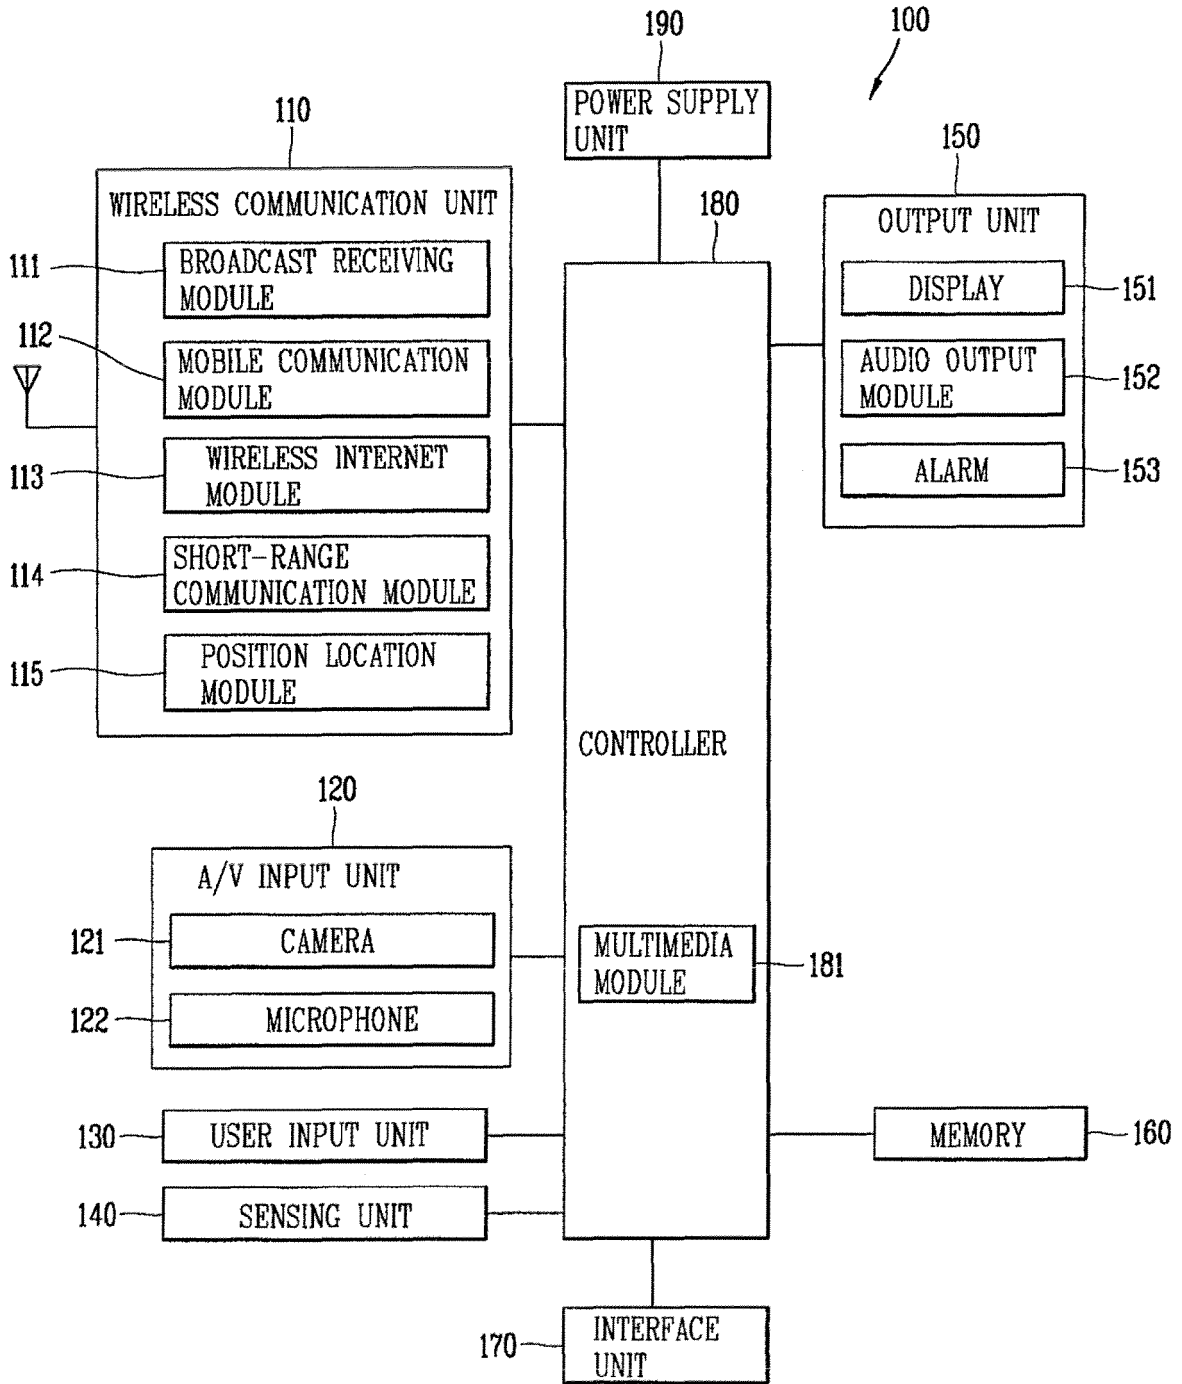 100
190
POWER SUPPLY
UNIT
110
WIRELESS COMMUNICATION UNIT
111
BROADCAST RECEIVING
MODULE
112
MOBILE COMMUNICATION
MODULE
113
WIRELESS INTERNET
MODULE
114
SHORT-RANGE
COMMUNICATION MODULE
115
POSITION LOCATION
MODULE
180
CONTROLLER
MULTIMEDIA
MODULE
181
150
OUTPUT UNIT
DISPLAY
151
AUDIO OUTPUT
MODULE
152
ALARM
153
120
A/V INPUT UNIT
121
CAMERA
122
MICROPHONE
130
USER INPUT UNIT
140
SENSING UNIT
MEMORY
160
170
INTERFACE
UNIT